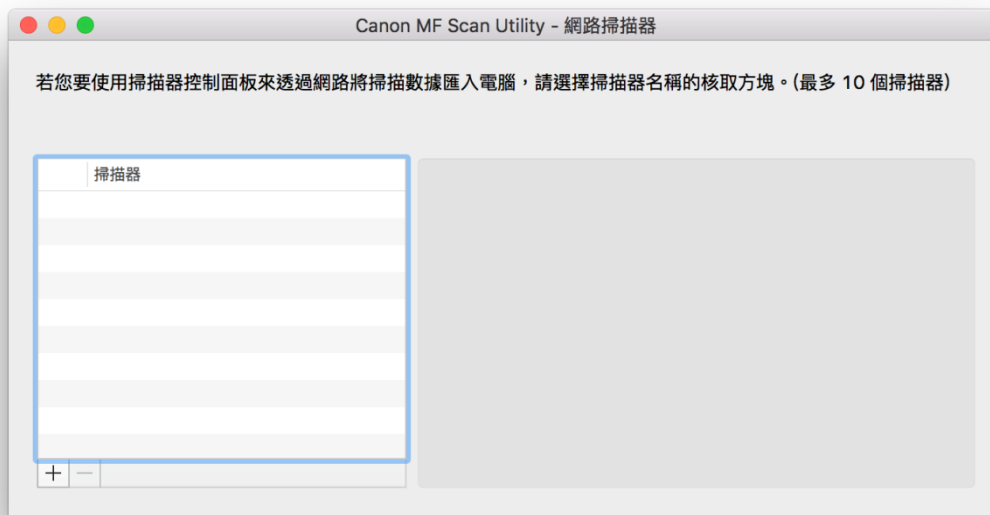 Canon MF Scan Utility - 網路掃描器
若您要使用掃描器控制面板來透過網路將掃描數據匯入電腦，請選擇掃描器名稱的核取方塊。(最多 10 個掃描器)
掃描器